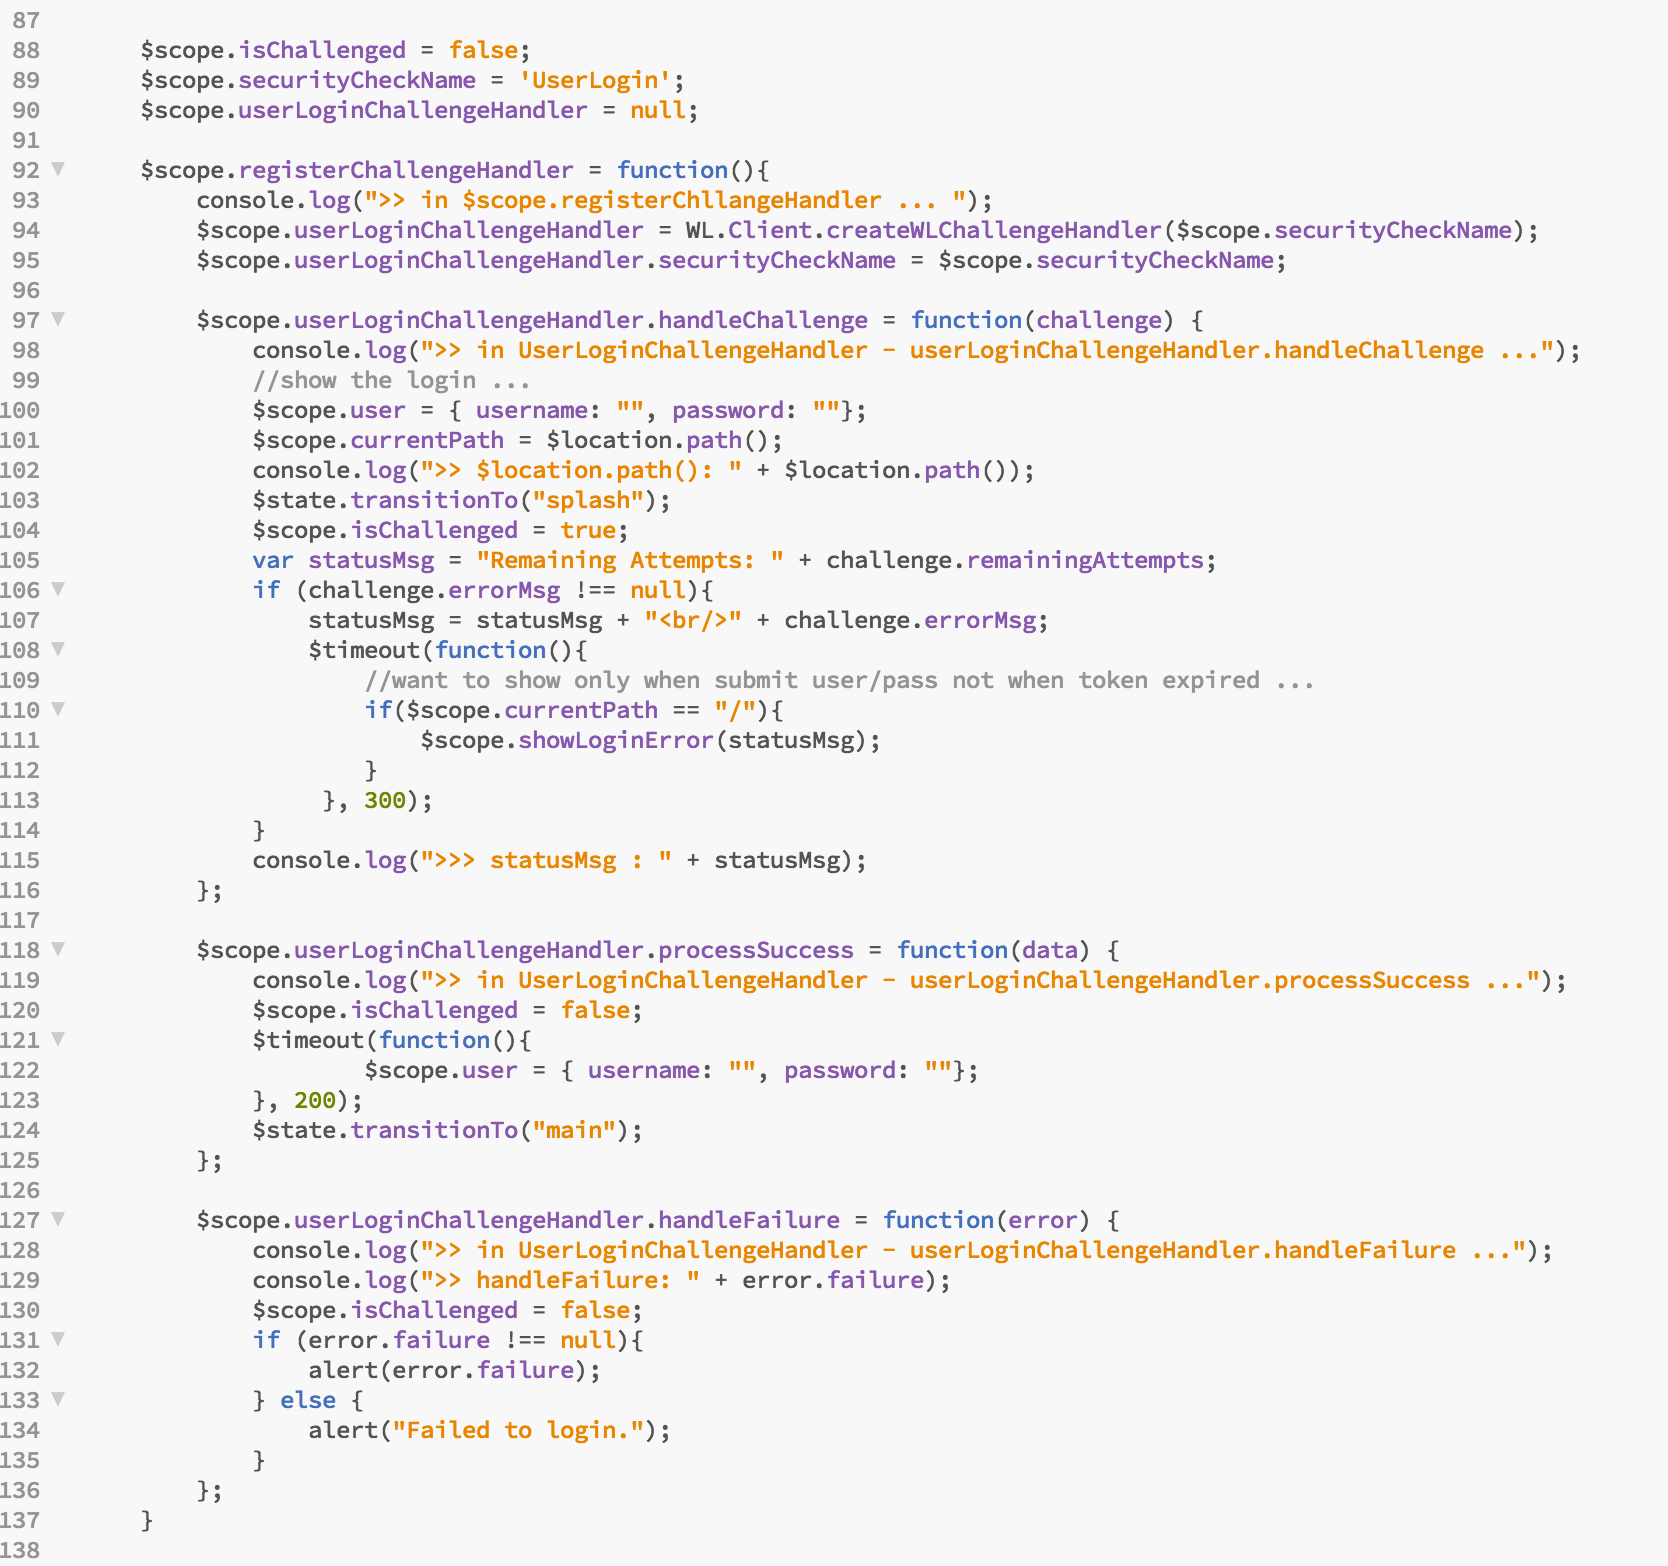 87
88 $scope.isChallenged = false;
89 $scope.securityCheckName = 'UserLogin';
90 $scope.userLoginChallengeHandler = null;
91
92 ▼ $scope.registerChallengeHandler = function(){
93 console.log(">> in $scope.registerChllangeHandler ... ");
94 $scope.userLoginChallengeHandler = WL.Client.createWLChallengeHandler($scope.securityCheckName);
95 $scope.userLoginChallengeHandler.securityCheckName = $scope.securityCheckName;
96
97 ▼ $scope.userLoginChallengeHandler.handleChallenge = function(challenge) {
98 console.log(">> in UserLoginChallengeHandler - userLoginChallengeHandler.handleChallenge ...");
99 //show the login ...
100 $scope.user = { username: "", password: ""};
101 $scope.currentPath = $location.path();
102 console.log(">> $location.path(): " + $location.path());
103 $state.transitionTo("splash");
104 $scope.isChallenged = true;
105 var statusMsg = "Remaining Attempts: " + challenge.remainingAttempts;
106 ▼ if (challenge.errorMsg !== null){
107 statusMsg = statusMsg + "<br/>" + challenge.errorMsg;
108 ▼ $timeout(function(){
109 //want to show only when submit user/pass not when token expired ...
110 ▼ if($scope.currentPath == "/"){
111 $scope.showLoginError(statusMsg);
112 }
113 }, 300);
114 }
115 console.log(">>> statusMsg : " + statusMsg);
116 };
117
118 ▼ $scope.userLoginChallengeHandler.processSuccess = function(data) {
119 console.log(">> in UserLoginChallengeHandler - userLoginChallengeHandler.processSuccess ...");
120 $scope.isChallenged = false;
121 ▼ $timeout(function(){
122 $scope.user = { username: "", password: ""};
123 }, 200);
124 $state.transitionTo("main");
125 };
126
127 ▼ $scope.userLoginChallengeHandler.handleFailure = function(error) {
128 console.log(">> in UserLoginChallengeHandler - userLoginChallengeHandler.handleFailure ...");
129 console.log(">> handleFailure: " + error.failure);
130 $scope.isChallenged = false;
131 ▼ if (error.failure !== null){
132 alert(error.failure);
133 ▼ } else {
134 alert("Failed to login.");
135 }
136 };
137 }
138